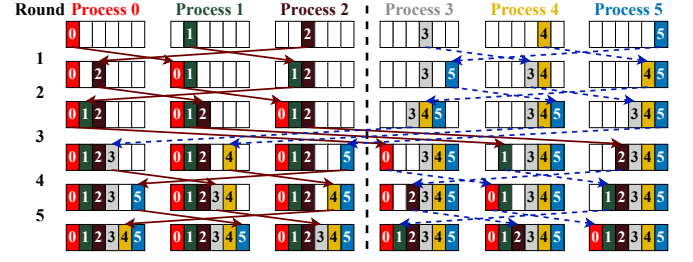 Round Process 0 Process 1 Process 2 Process 3 Process 4 Process 5
0 1 2 3 4 5
1
0 2 0 1 1 2 3 5 3 4 4 5
2
0 1 2 0 1 2 0 1 2 3 4 5 3 4 5 3 4 5
3
0 1 2 3 0 1 2 4 0 1 2 5 0 3 4 5 1 3 4 5 2 3 4 5
4
0 1 2 3 5 0 1 2 3 4 0 1 2 4 5 0 2 3 4 5 0 1 3 4 5 1 2 3 4 5
5
0 1 2 3 4 5 0 1 2 3 4 5 0 1 2 3 4 5 0 1 2 3 4 5 0 1 2 3 4 5 0 1 2 3 4 5